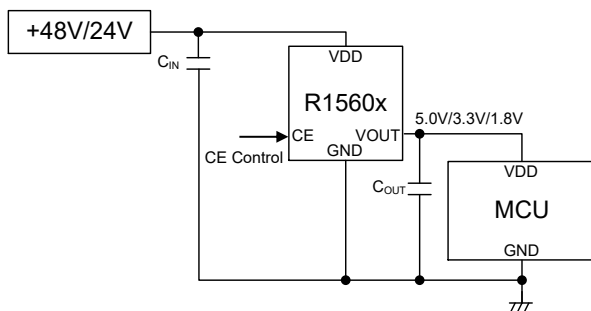 +48V/24V
CIN
VDD
R1560x
CE
VOUT
GND
CE Control
5.0V/3.3V/1.8V
COUT
VDD
MCU
GND